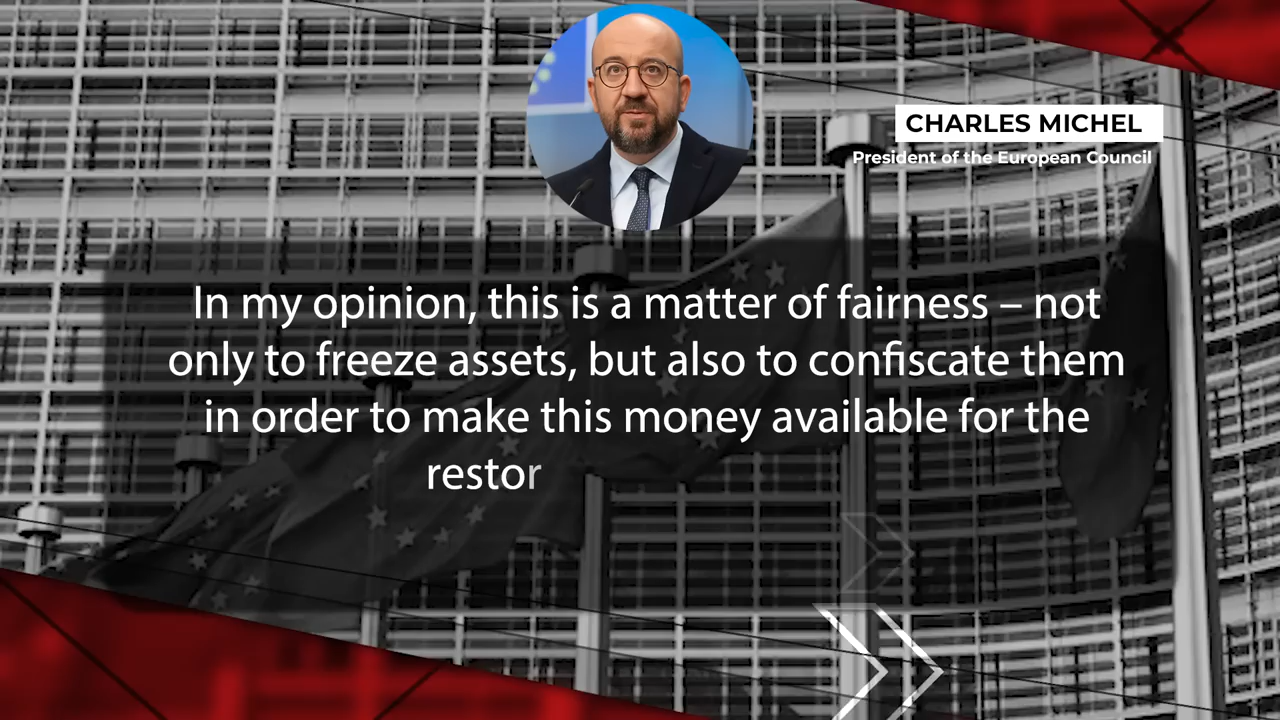 CHARLES MICHEL
President of the European Council
In my opinion, this is a matter of fairness – not
only to freeze assets, but also to confiscate them
in order to make this money available for the
restor